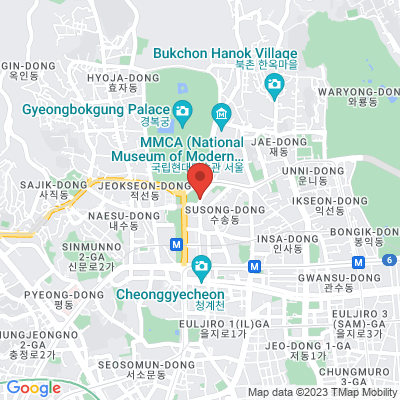 Bukchon Hanok Village
북촌 한옥마을
GIN-DONG
옥인동
HYOJA-DONG
효자동
WARYONG-DONG
와룡동
Gyeongbokgung Palace
경복궁
MMCA (National
Museum of Modern...
국립현대
관 서울
JAE-DONG
재동
UNNI-DONG
운니동
SAJIK-DONG
사직동
JEOKSEON-DONG
적선동
IKSEON-DONG
익선동
NAESU-DONG
내수동
SUSONG-DONG
수송동
BONGIK-DONG
봉익동
SINMUNNO
2-GA
신문로2가
M
INSA-DONG
인사동
M
M
6
GWANSU-DONG
관수동
PYEONG-DONG
평동
Cheonggyecheon
청계천
EULJIRO 1(IL)GA
을지로1가
EULJIRO 3
(SAM)-GA
을지로3가
CHUNGJEONGNO
2-GA
충정로2가
JEO-DONG 1-GA
저동1가
SEOSOMUN-DONG
서소문동
M
CHUNGMURO
3-GA
Google
Map data ©2023 TMap Mobility